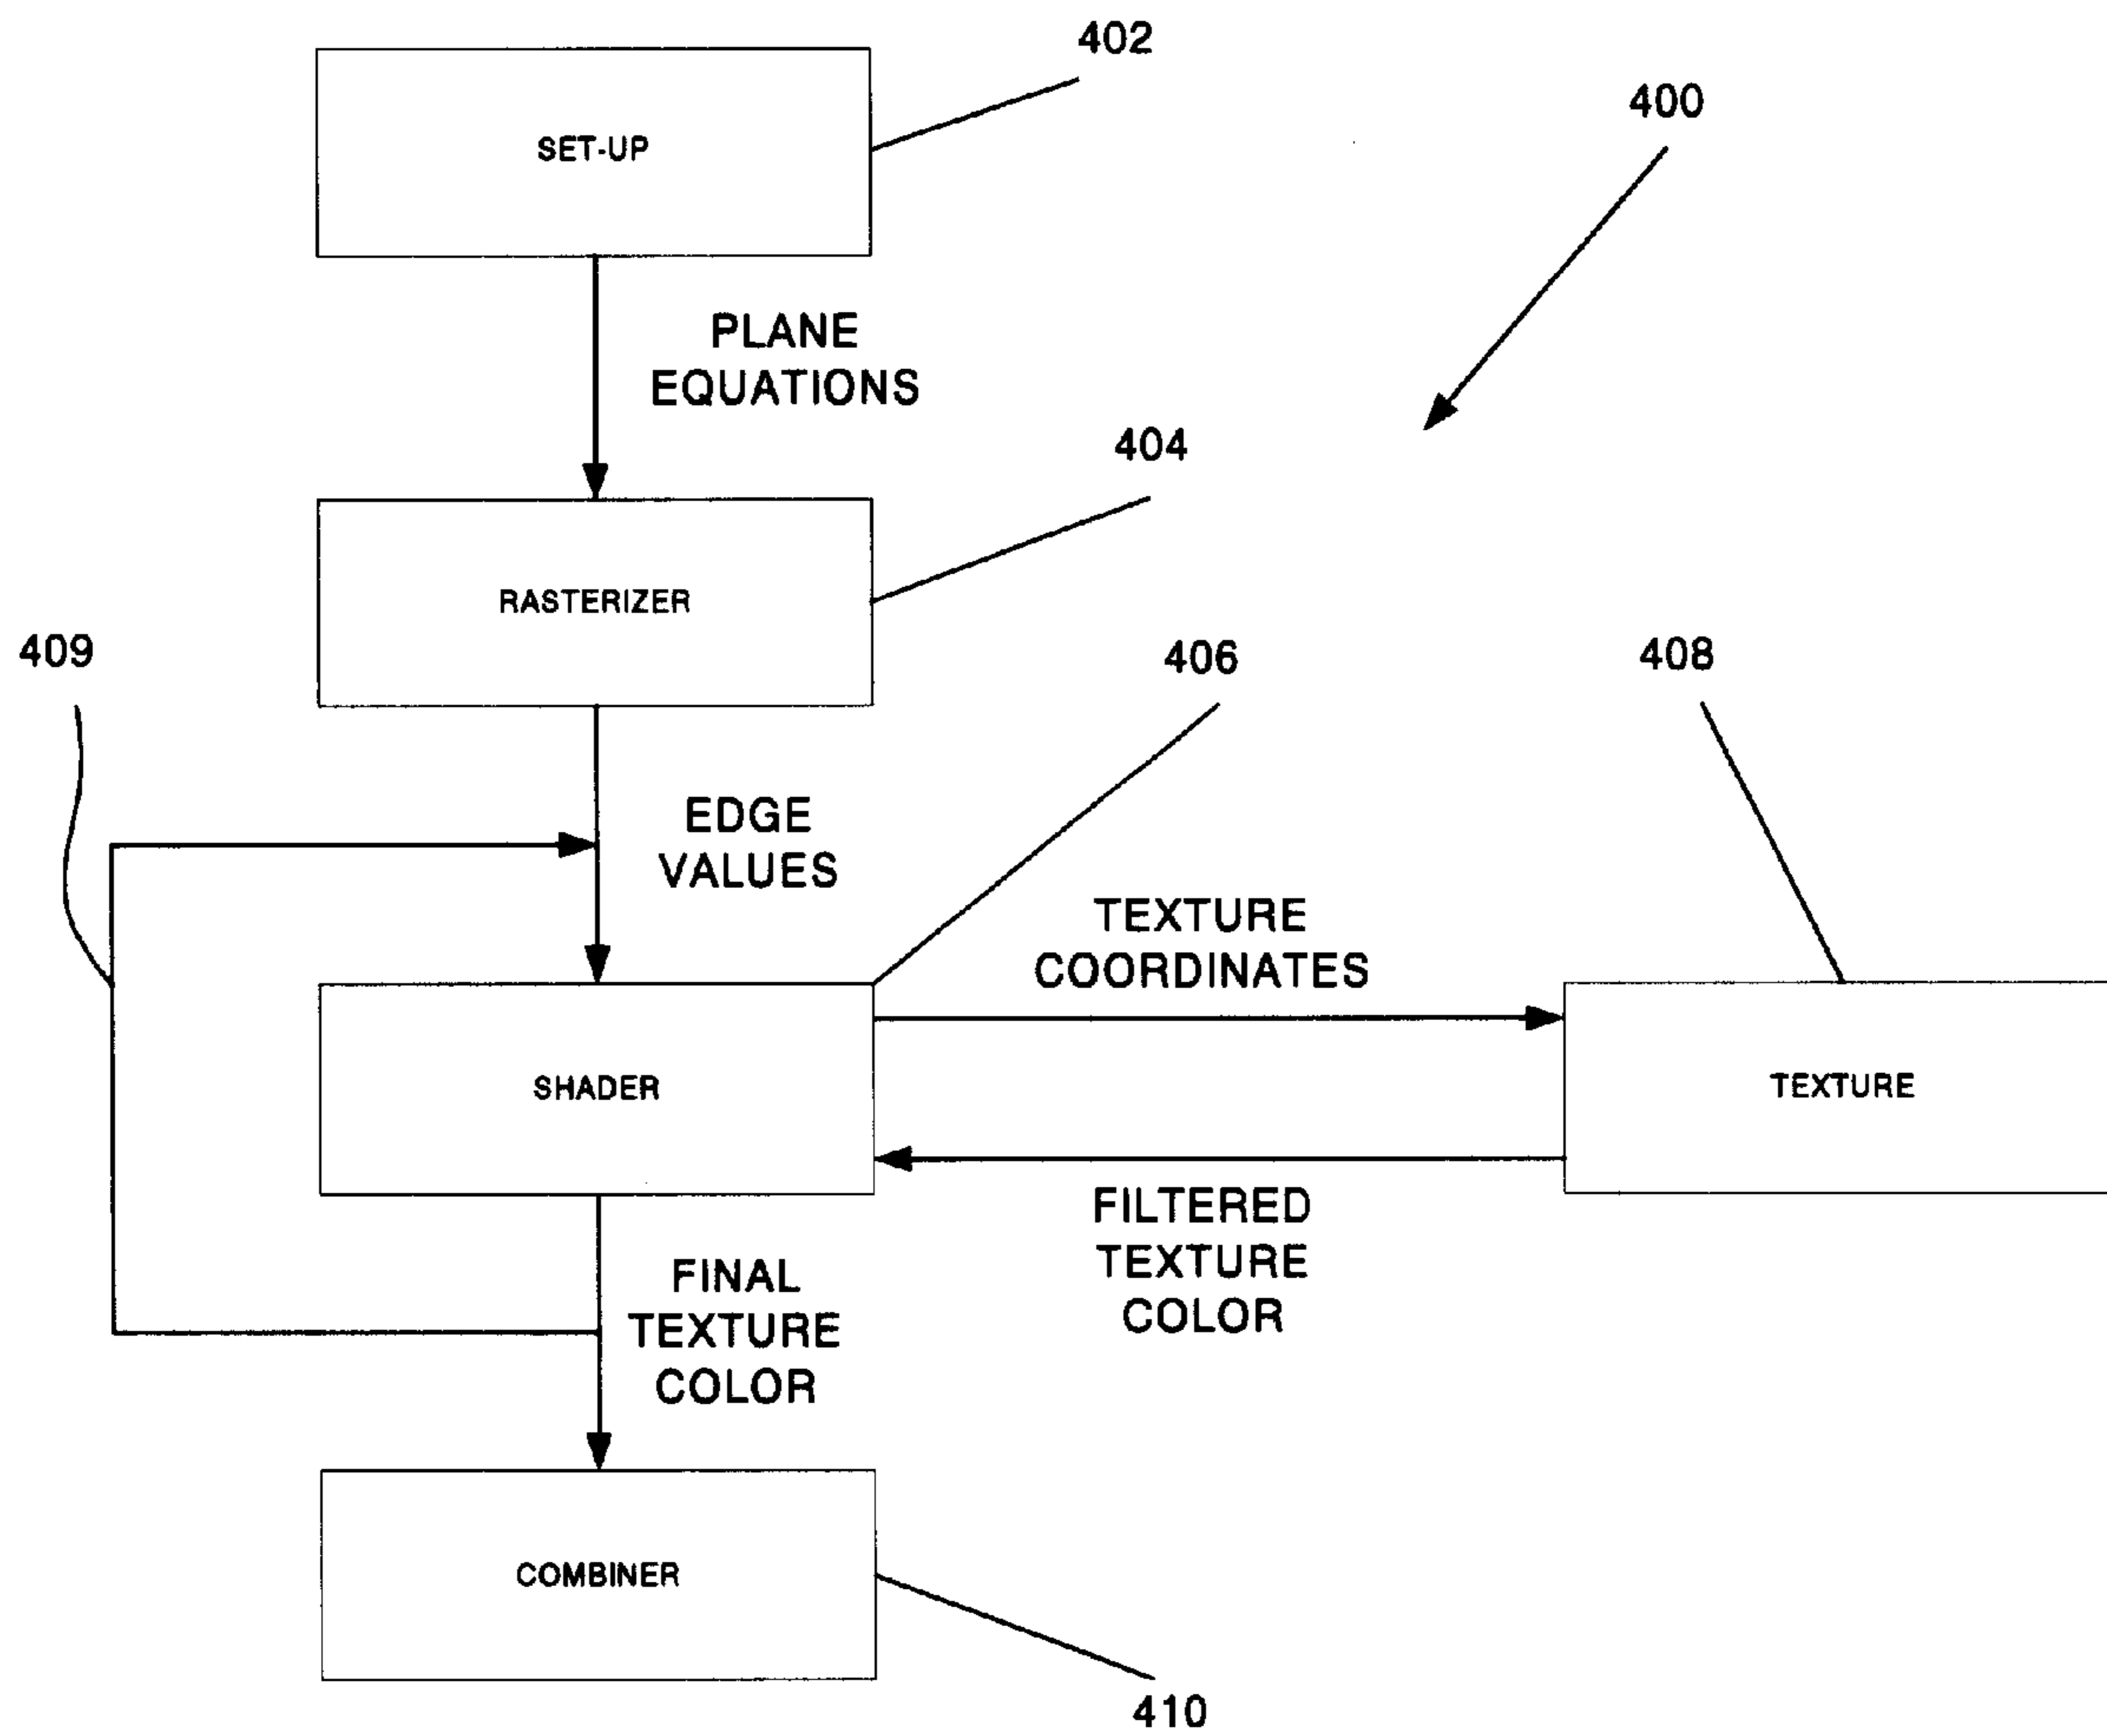 402
400
SET-UP
PLANE
EQUATIONS
404
RASTERIZER
409
406
408
EDGE
VALUES
TEXTURE
COORDINATES
SHADER
TEXTURE
FILTERED
TEXTURE
COLOR
FINAL
TEXTURE
COLOR
COMBINER
410